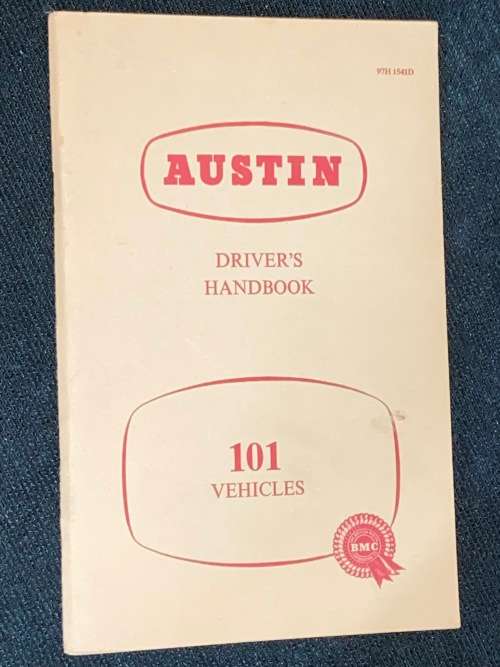 97H 1541D
AUSTIN
DRIVER'S
HANDBOOK
101
VEHICLES
BMC